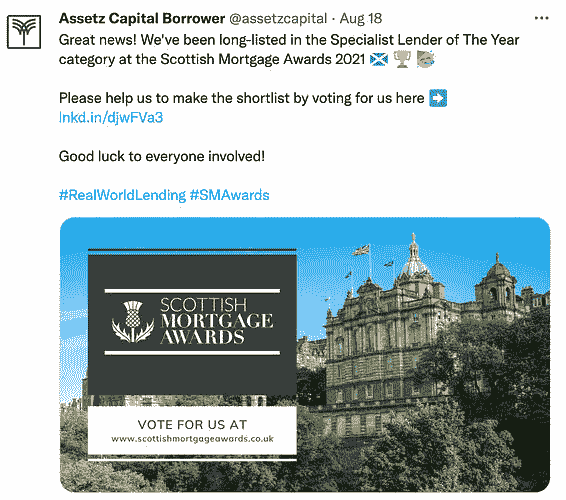 Assetz Capital Borrower @assetzcapital · Aug 18
Great news! We've been long-listed in the Specialist Lender of The Year
category at the Scottish Mortgage Awards 2021 🏴󠁧󠁢󠁳󠁣󠁴󠁿 🏆
Please help us to make the shortlist by voting for us here ➡️
lnkd.in/djwFVa3
Good luck to everyone involved!
#RealWorldLending #SMAwards
SCOTTISH
MORTGAGE
AWARDS
VOTE FOR US AT
www.scottishmortgageawards.co.uk